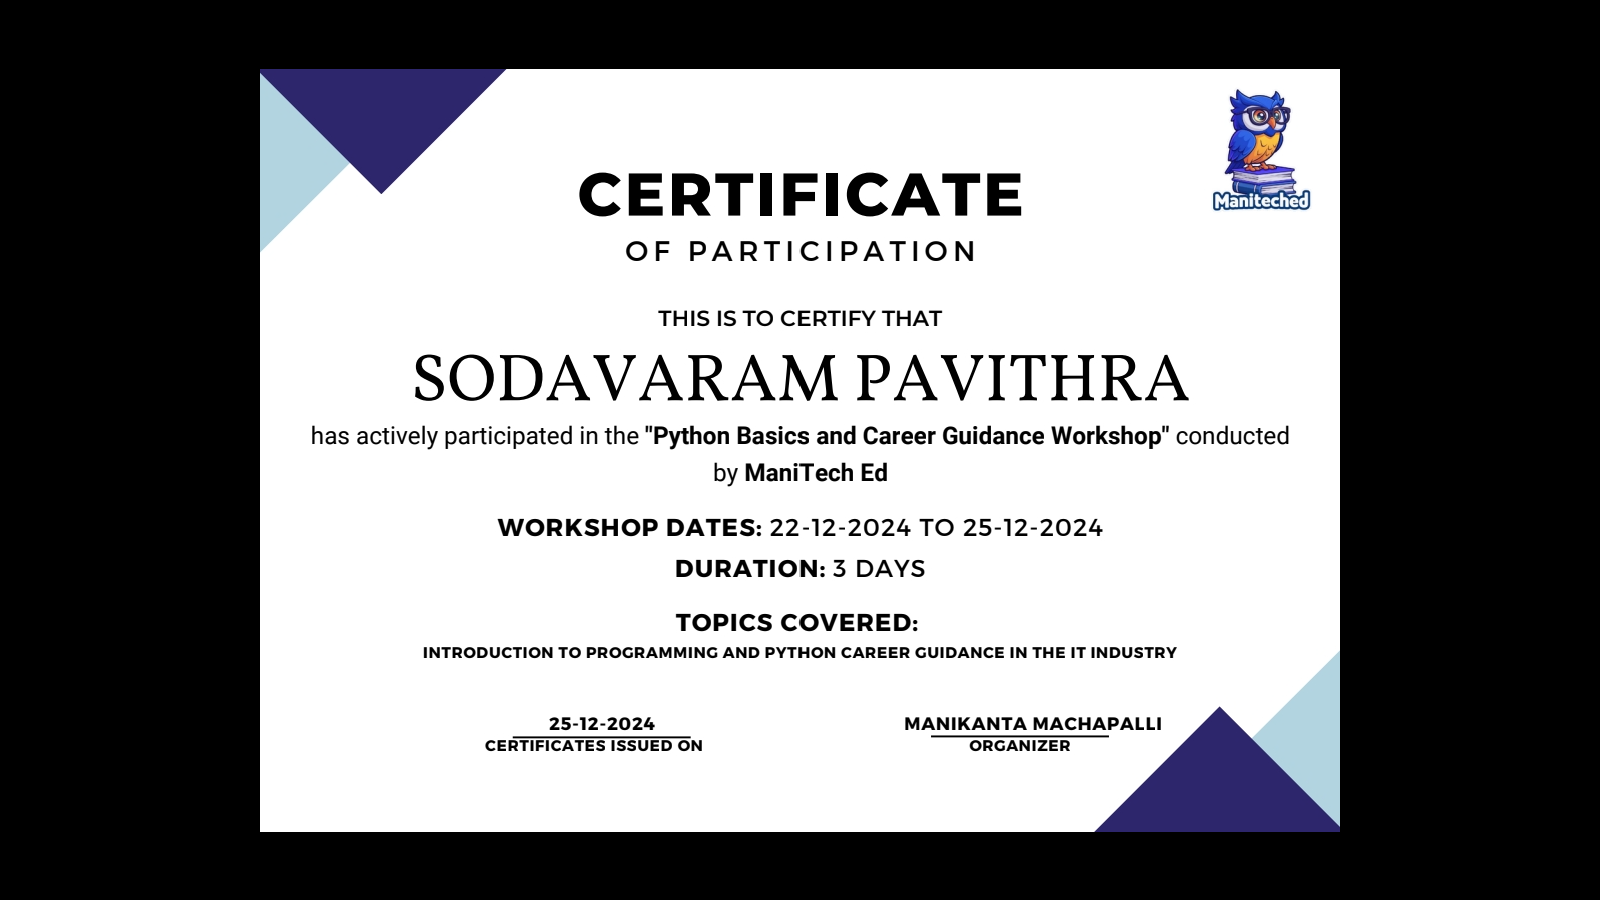 Maniteched
CERTIFICATE
OF PARTICIPATION
THIS IS TO CERTIFY THAT
SODAVARAM PAVITHRA
has actively participated in the "Python Basics and Career Guidance Workshop" conducted
by ManiTech Ed
WORKSHOP DATES: 22-12-2024 TO 25-12-2024
DURATION: 3 DAYS
TOPICS COVERED:
INTRODUCTION TO PROGRAMMING AND PYTHON CAREER GUIDANCE IN THE IT INDUSTRY
25-12-2024
CERTIFICATES ISSUED ON
MANIKANTA MACHAPALLI
ORGANIZER